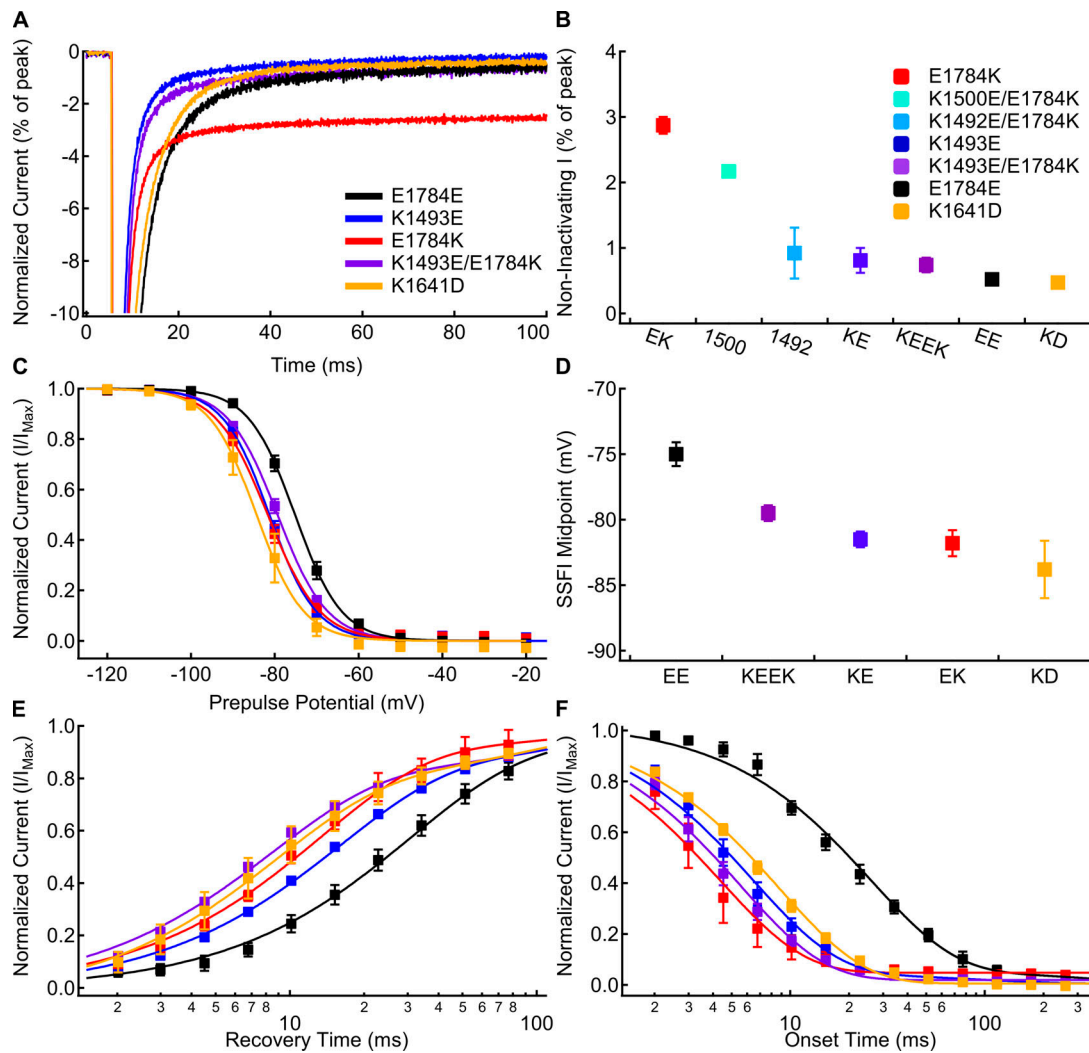 A
Normalized Current (% of peak)
0
-2
-4
-6
-8
-10
E1784E
K1493E
E1784K
K1493E/E1784K
K1641D
0 20 40 60 80 100
Time (ms)
B
Non-Inactivating I (% of peak)
4
3
2
1
0
E1784K
K1500E/E1784K
K1492E/E1784K
K1493E
K1493E/E1784K
E1784E
K1641D
EK 1500 1492 KE KEEK EE KD
C
Normalized Current (I/IMax)
1.0
0.8
0.6
0.4
0.2
0.0
-120 -100 -80 -60 -40 -20
Prepulse Potential (mV)
D
SSFI Midpoint (mV)
-70
-75
-80
-85
-90
EE KEEK KE EK KD
E
Normalized Current (I/IMax)
1.0
0.8
0.6
0.4
0.2
0.0
2 3 4 5 6 7 8 10 2 3 4 5 6 7 8 100
Recovery Time (ms)
F
Normalized Current (I/IMax)
1.0
0.8
0.6
0.4
0.2
0.0
2 3 4 5 6 10 2 3 4 5 6 100 2 3
Onset Time (ms)